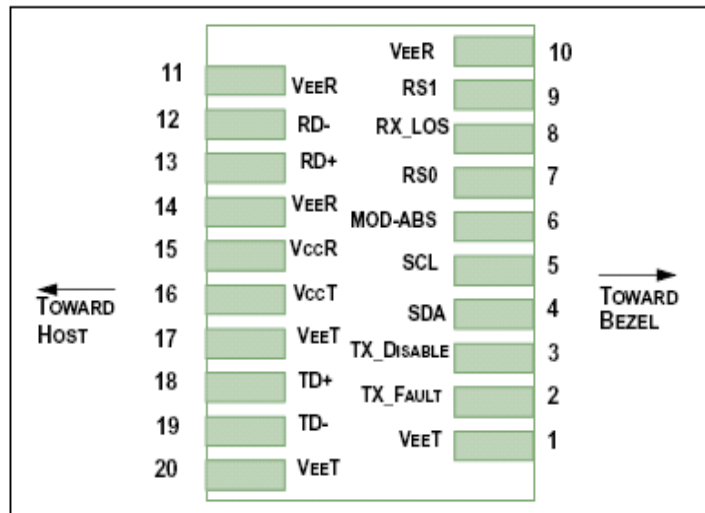 VEER 10
11 VEER
RS1 9
12 RD-
RX_LOS 8
13 RD+
RS0 7
14 VEER
MOD-ABS 6
15 VCCR
SCL 5
16 VCCT
SDA 4
TOWARD HOST
TOWARD BEZEL
17 VEET
TX_DISABLE 3
18 TD+
TX_FAULT 2
19 TD-
VEET 1
20 VEET